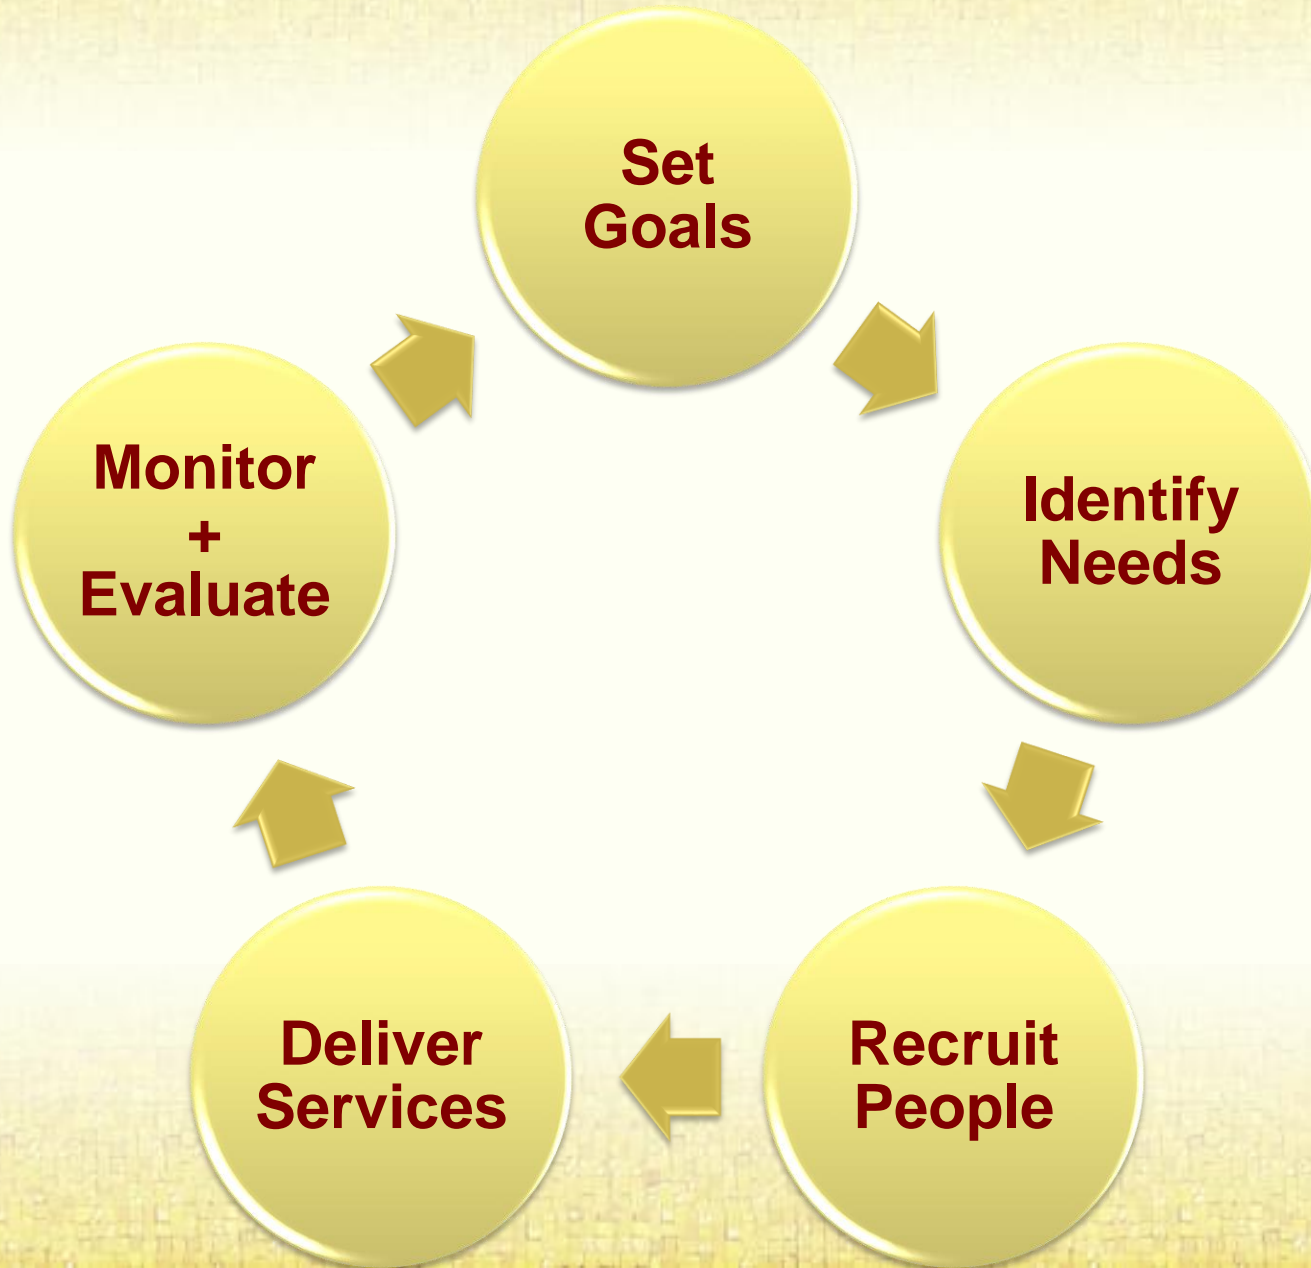 Set
Goals
Identify
Needs
Recruit
People
Deliver
Services
Monitor
+
Evaluate